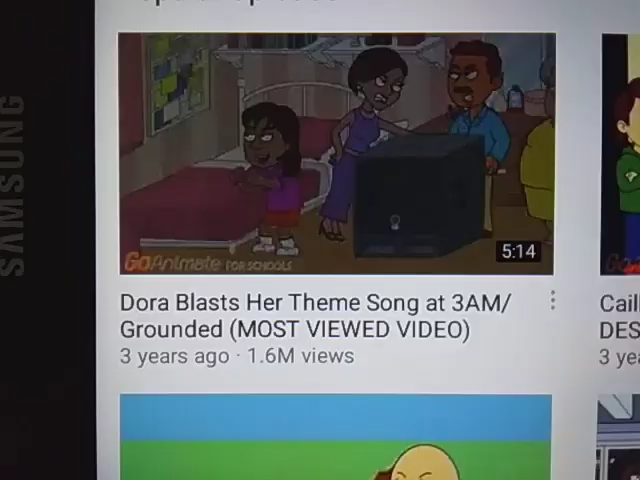 SAMSUNG
GoAnimate FOR SCHOOLS
5:14
Dora Blasts Her Theme Song at 3AM/
Grounded (MOST VIEWED VIDEO)
3 years ago · 1.6M views
Cail
DES
3 ye